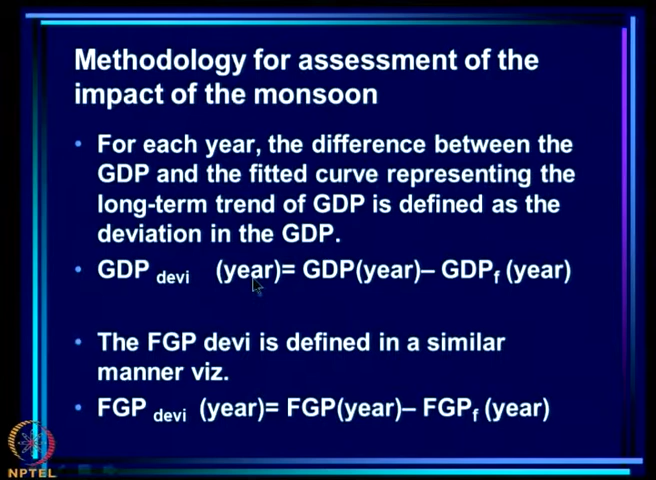 Methodology for assessment of the
impact of the monsoon
• For each year, the difference between the
GDP and the fitted curve representing the
long-term trend of GDP is defined as the
deviation in the GDP.
• GDP devi (year)= GDP(year)– GDPf (year)
• The FGP devi is defined in a similar
manner viz.
• FGP devi (year)= FGP(year)– FGPf (year)
NPTEL